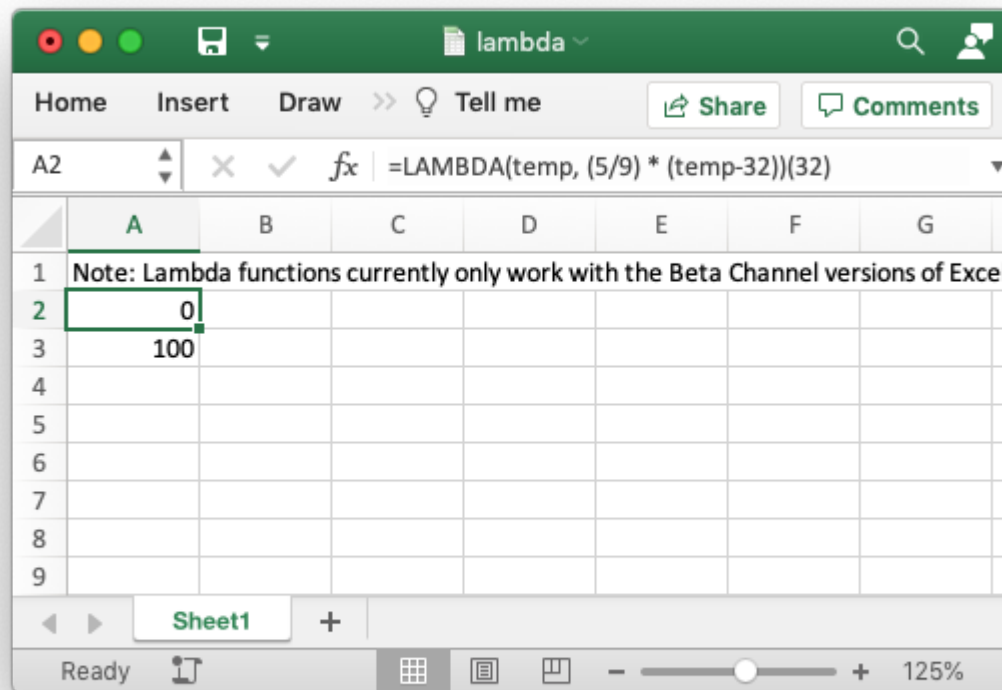 lambda
Home Insert Draw Tell me Share Comments
A2 fx =LAMBDA(temp, (5/9) * (temp-32))(32)
A B C D E F G
1 Note: Lambda functions currently only work with the Beta Channel versions of Exce
2 0
3 100
4
5
6
7
8
9
Sheet1 +
Ready 125%